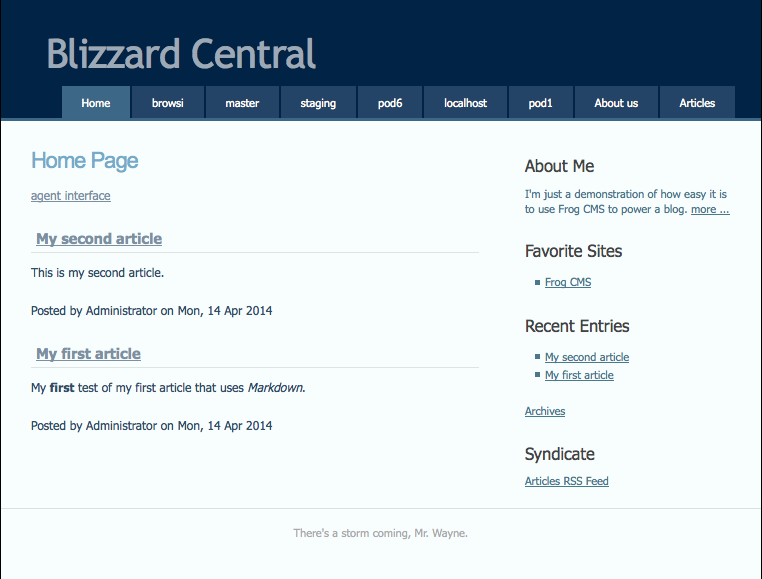 Blizzard Central
Home browsi master staging pod6 localhost pod1 About us Articles
Home Page
agent interface
My second article
This is my second article.
Posted by Administrator on Mon, 14 Apr 2014
My first article
My first test of my first article that uses Markdown.
Posted by Administrator on Mon, 14 Apr 2014
About Me
I'm just a demonstration of how easy it is
to use Frog CMS to power a blog. more ...
Favorite Sites
Frog CMS
Recent Entries
My second article
My first article
Archives
Syndicate
Articles RSS Feed
There's a storm coming, Mr. Wayne.